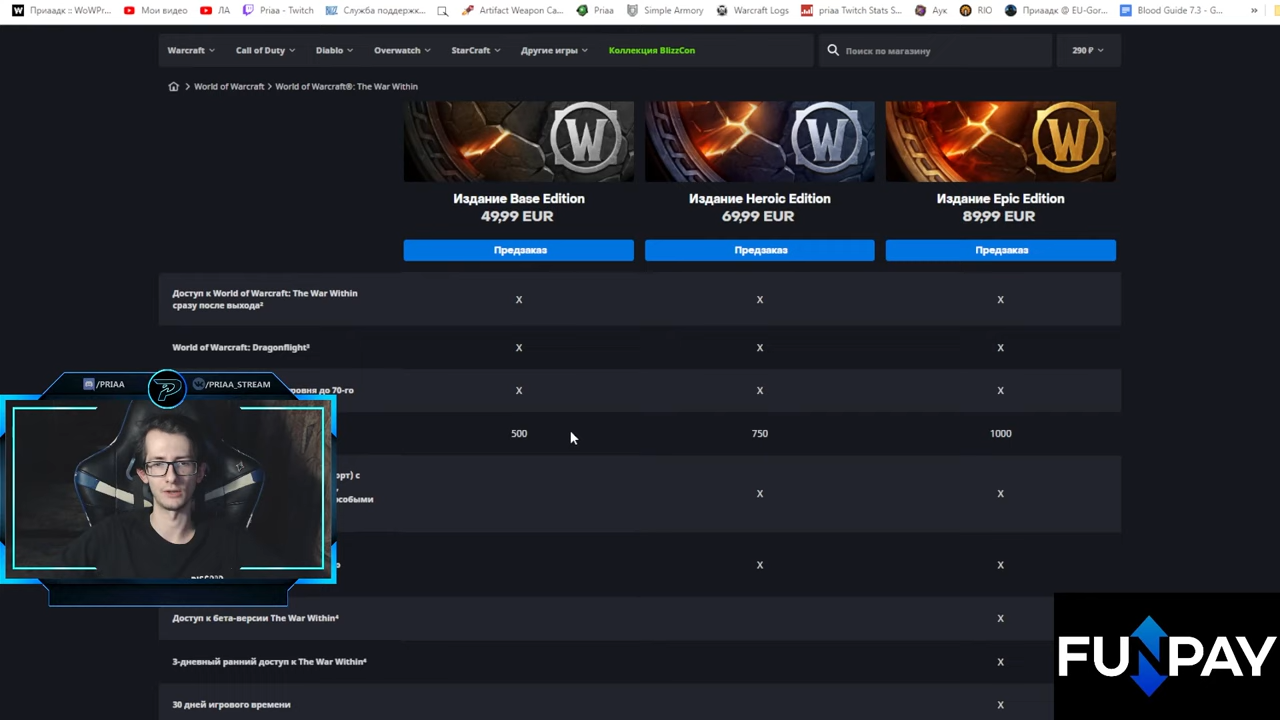 Приаадк :: WoWPr...
Мои видео
ЛА
Priaa - Twitch
Служба поддержк...
Artifact Weapon Ca...
Priaa
Simple Armory
Warcraft Logs
priaa Twitch Stats S...
Аук
RIO
Приаадк @ EU-Gor...
Blood Guide 7.3 - G...
»
Warcraft
Call of Duty
Diablo
Overwatch
StarCraft
Другие игры
Коллекция BlizzCon
Поиск по магазину
290 ₽
World of Warcraft > World of Warcraft®: The War Within
Издание Base Edition
49,99 EUR
Предзаказ
Издание Heroic Edition
69,99 EUR
Предзаказ
Издание Epic Edition
89,99 EUR
Предзаказ
Доступ к World of Warcraft: The War Within
сразу после выхода²
X X X
World of Warcraft: Dragonflight³
X X X
ровня до 70-го
X X X
500 750 1000
орт) с
особыми
X X
X X
Доступ к бета-версии The War Within⁴
X
3-дневный ранний доступ к The War Within⁴
X
30 дней игрового времени
X
/PRIAA
/PRIAA_STREAM
FUNPAY